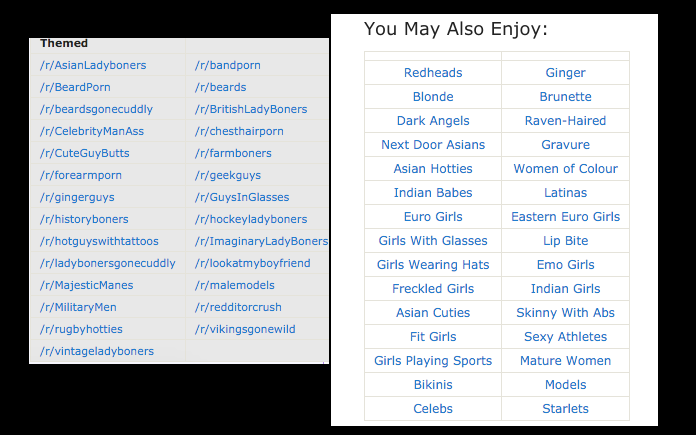 Themed
/r/AsianLadyboners /r/bandporn
/r/BeardPorn /r/beards
/r/beardsgonecuddly /r/BritishLadyBoners
/r/CelebrityManAss /r/chesthairporn
/r/CuteGuyButts /r/farmboners
/r/forearmporn /r/geekguys
/r/gingerguys /r/GuysInGlasses
/r/historyboners /r/hockeyladyboners
/r/hotguyswithtattoos /r/ImaginaryLadyBoners
/r/ladybonersgonecuddly /r/lookatmyboyfriend
/r/MajesticManes /r/malemodels
/r/MilitaryMen /r/redditorcrush
/r/rugbyhotties /r/vikingsgonewild
/r/vintageladyboners
You May Also Enjoy:
Redheads Ginger
Blonde Brunette
Dark Angels Raven-Haired
Next Door Asians Gravure
Asian Hotties Women of Colour
Indian Babes Latinas
Euro Girls Eastern Euro Girls
Girls With Glasses Lip Bite
Girls Wearing Hats Emo Girls
Freckled Girls Indian Girls
Asian Cuties Skinny With Abs
Fit Girls Sexy Athletes
Girls Playing Sports Mature Women
Bikinis Models
Celebs Starlets